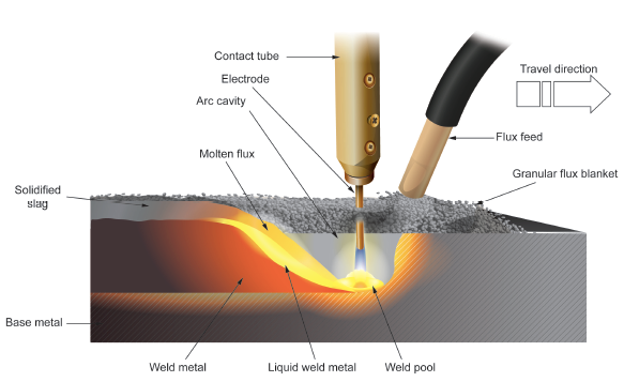 Contact tube
Electrode
Arc cavity
Molten flux
Solidified
slag
Travel direction
Flux feed
Granular flux blanket
Base metal
Weld metal
Liquid weld metal
Weld pool